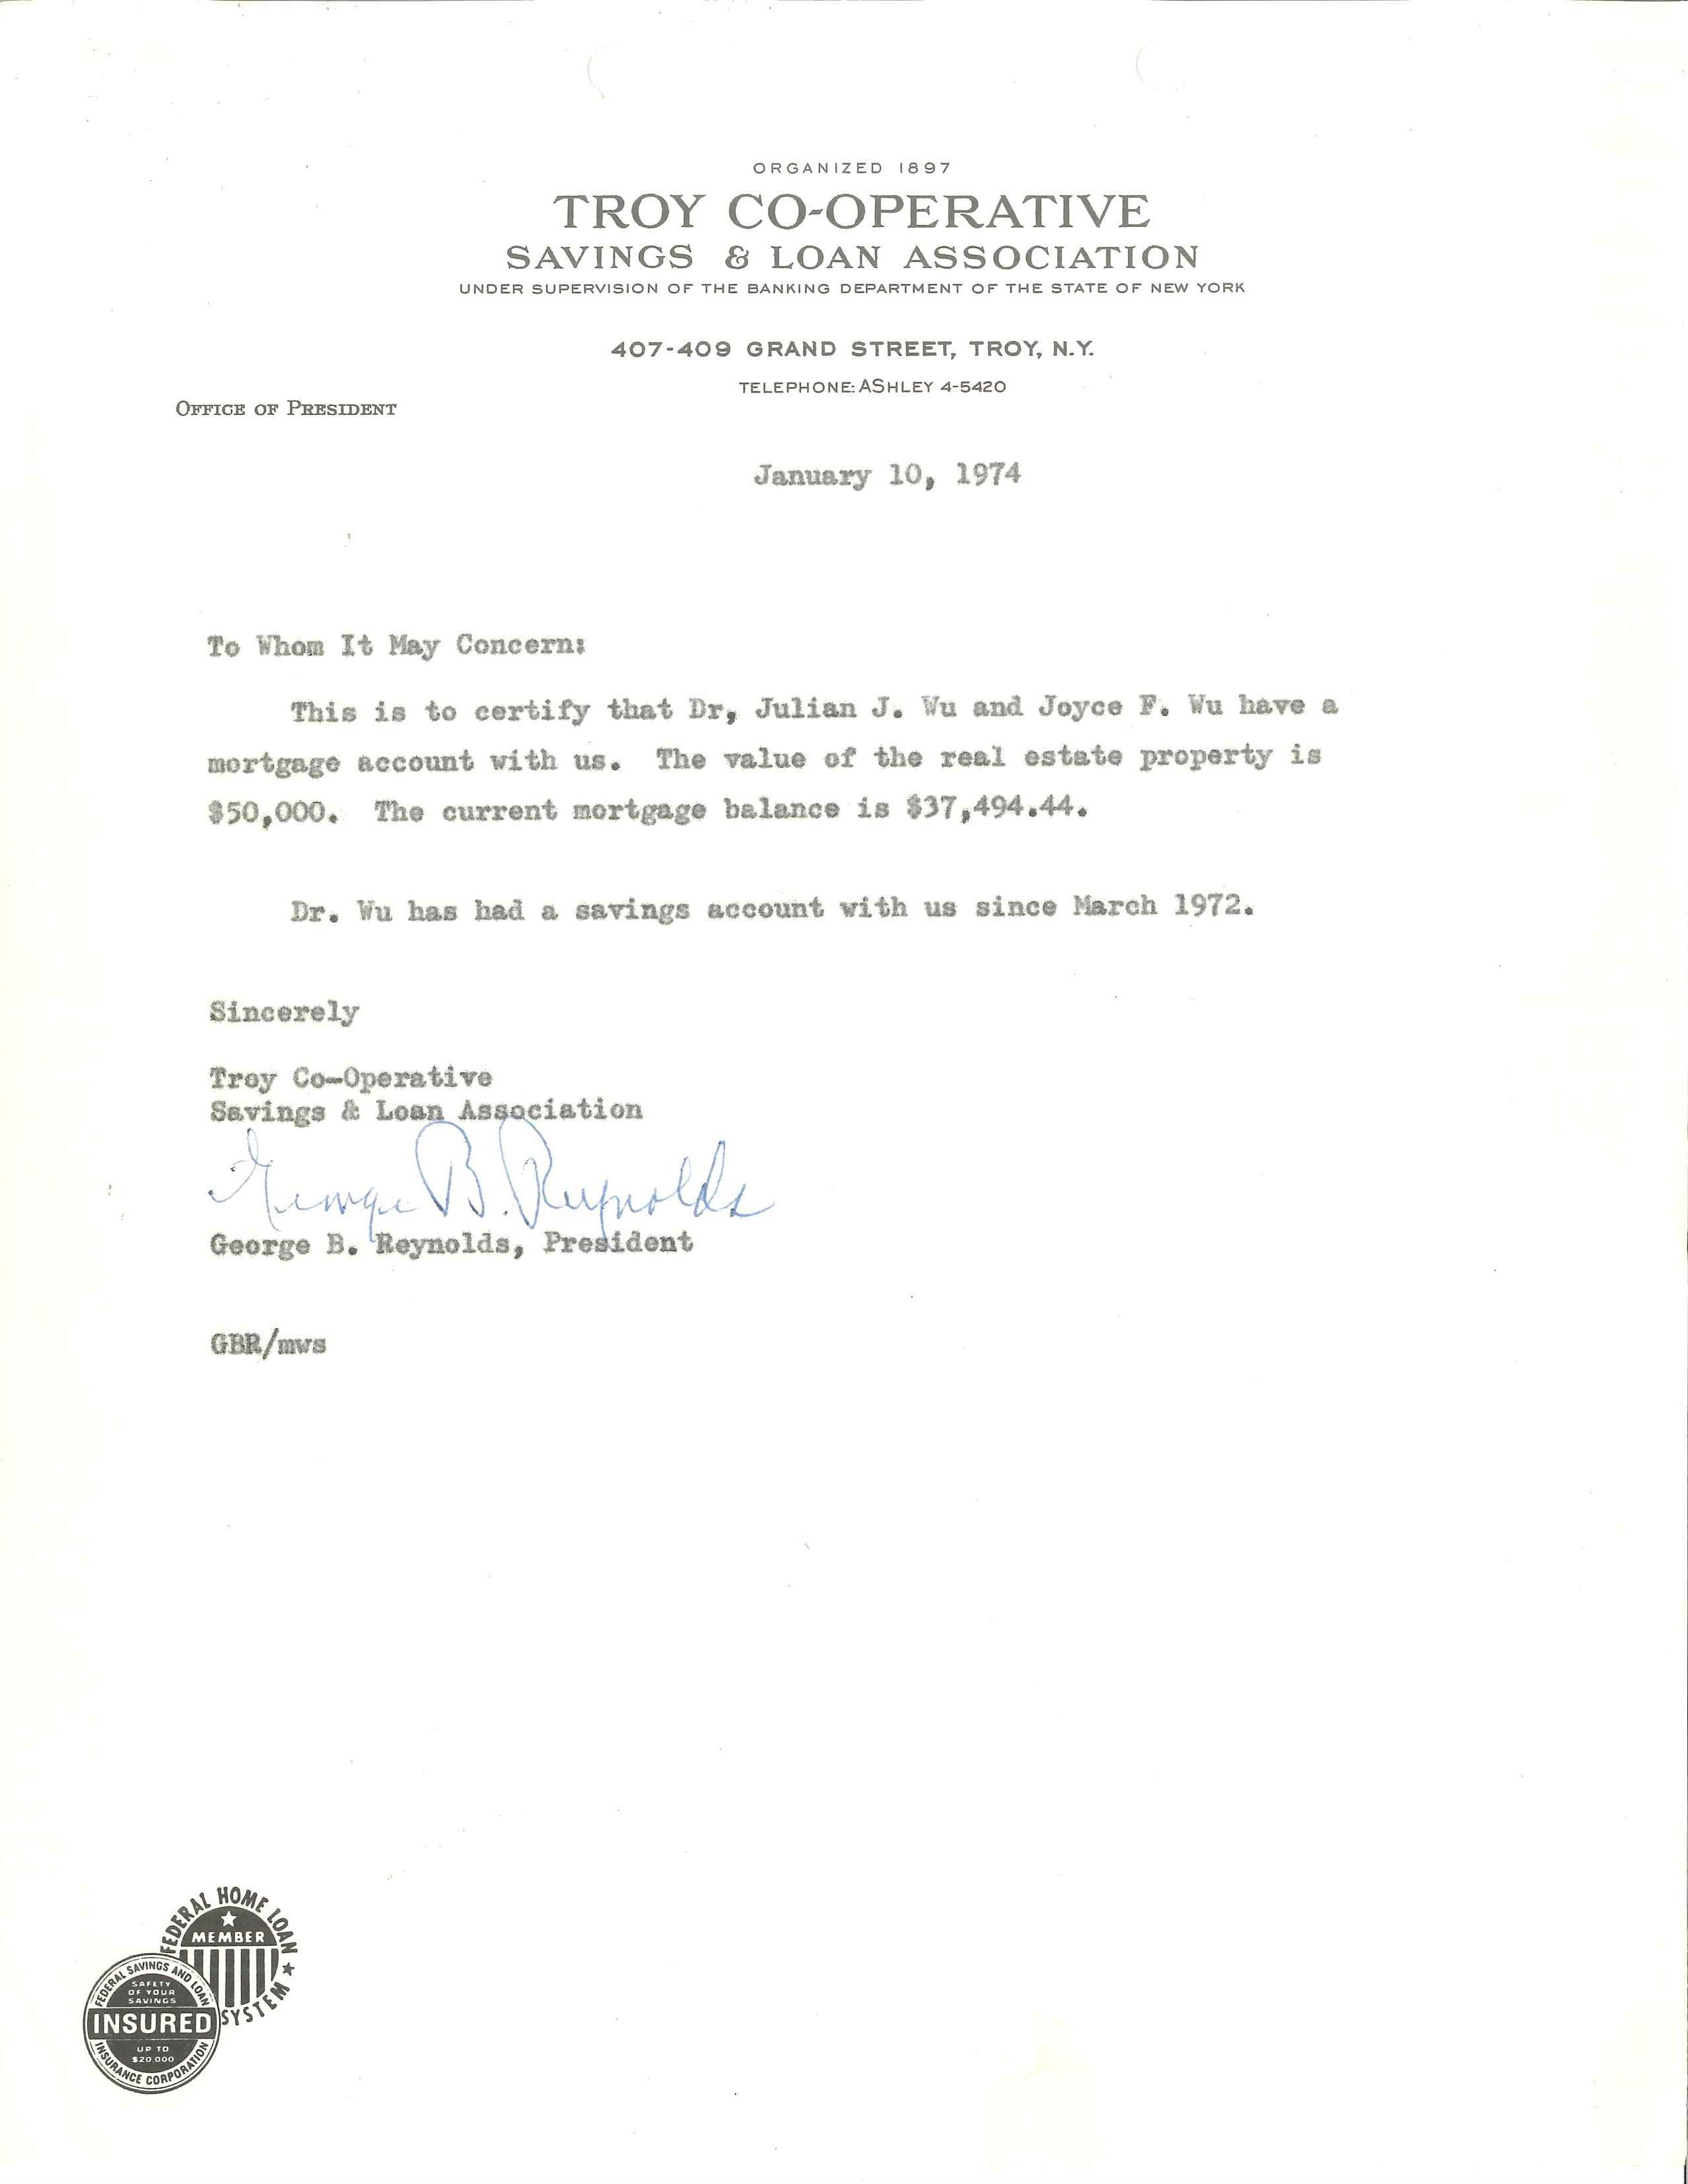 ORGANIZED 1897
TROY CO-OPERATIVE
SAVINGS & LOAN ASSOCIATION
UNDER SUPERVISION OF THE BANKING DEPARTMENT OF THE STATE OF NEW YORK
407-409 GRAND STREET, TROY, N.Y.
TELEPHONE: ASHLEY 4-5420
OFFICE OF PRESIDENT
January 10, 1974
To Whom It May Concern:
This is to certify that Dr, Julian J. Wu and Joyce F. Wu have a
mortgage account with us. The value of the real estate property is
$50,000. The current mortgage balance is $37,494.44.
Dr. Wu has had a savings account with us since March 1972.
Sincerely
Troy Co-Operative
Savings & Loan Association
George B. Reynolds
George B. Reynolds, President
GBR/mws
FEDERAL HOME LOAN SYSTEM
MEMBER
FEDERAL SAVINGS AND LOAN INSURANCE CORPORATION
SAFETY
OF YOUR
SAVINGS
INSURED
UP TO
$20,000